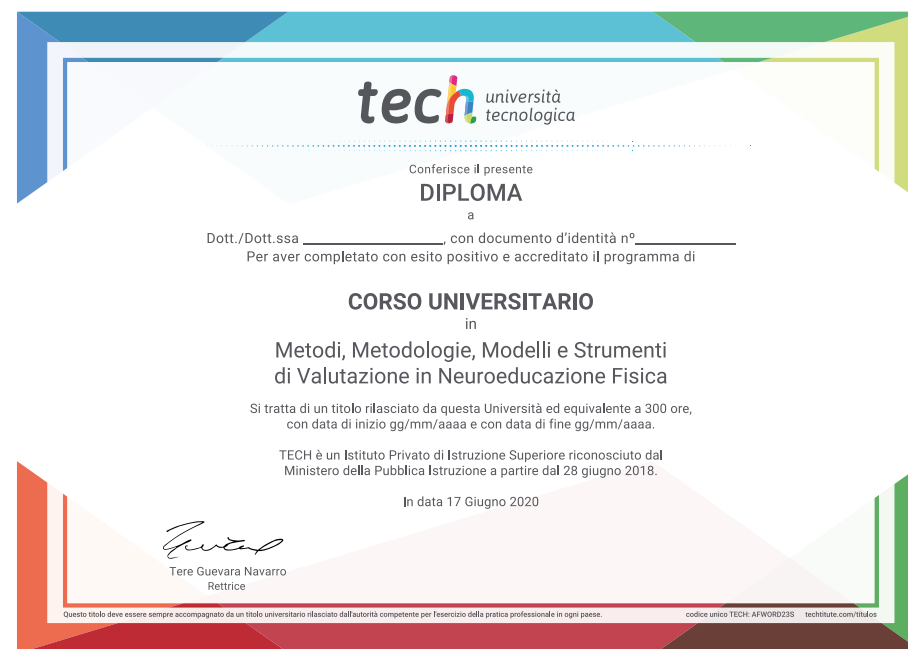 tech università
tecnologica
Conferisce il presente
DIPLOMA
a
Dott./Dott.ssa ____________________, con documento d'identità nº______________
Per aver completato con esito positivo e accreditato il programma di
CORSO UNIVERSITARIO
in
Metodi, Metodologie, Modelli e Strumenti
di Valutazione in Neuroeducazione Fisica
Si tratta di un titolo rilasciato da questa Università ed equivalente a 300 ore,
con data di inizio gg/mm/aaaa e con data di fine gg/mm/aaaa.
TECH è un Istituto Privato di Istruzione Superiore riconosciuto dal
Ministero della Pubblica Istruzione a partire dal 28 giugno 2018.
In data 17 Giugno 2020
Tere Guevara Navarro
Rettrice
Questo titolo deve essere sempre accompagnato da un titolo universitario rilasciato dall'autorità competente per l'esercizio della pratica professionale in ogni paese. codice unico TECH: AFWORD23S techtitute.com/titulos